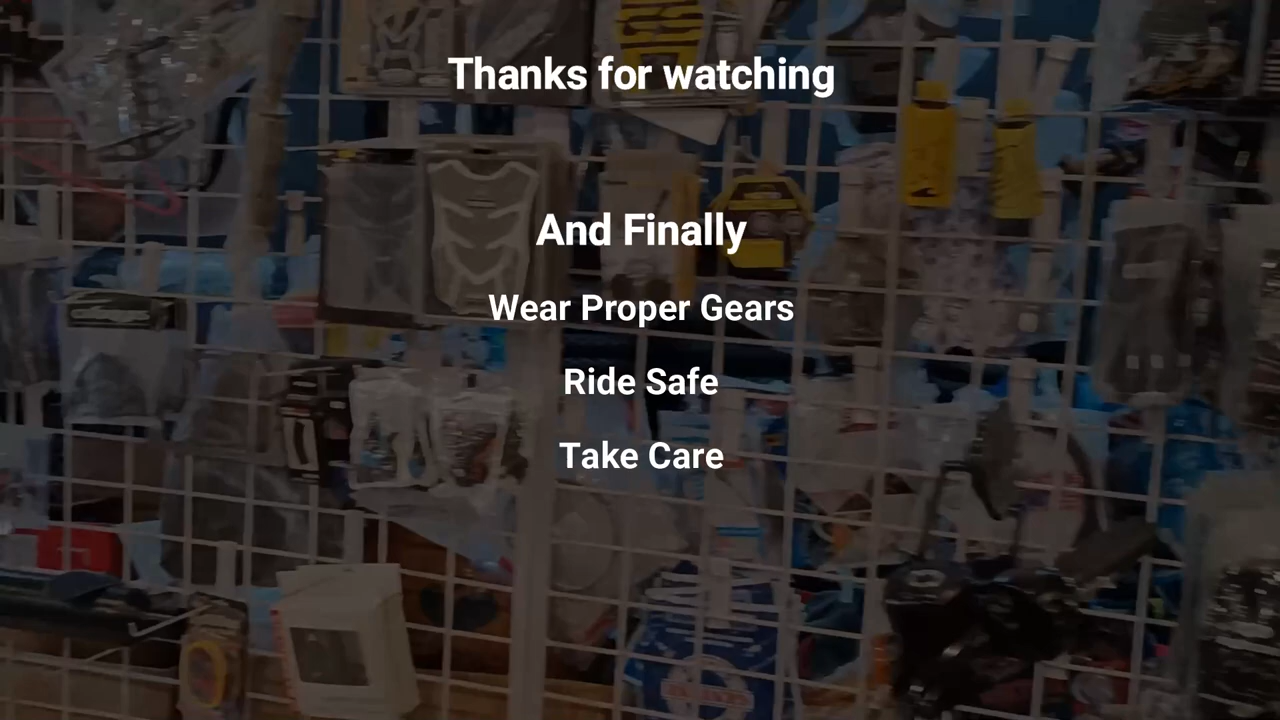 Thanks for watching
And Finally
Wear Proper Gears
Ride Safe
Take Care